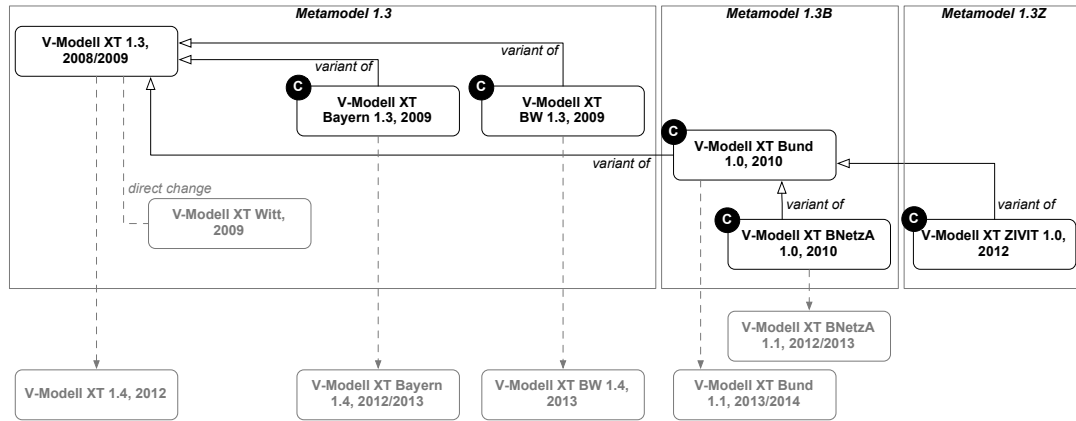 Metamodel 1.3
Metamodel 1.3B
Metamodel 1.3Z
V-Modell XT 1.3,
2008/2009
variant of
variant of
C
V-Modell XT
Bayern 1.3, 2009
C
V-Modell XT
BW 1.3, 2009
C
V-Modell XT Bund
1.0, 2010
variant of
direct change
V-Modell XT Witt,
2009
variant of
variant of
C
V-Modell XT BNetzA
1.0, 2010
C
V-Modell XT ZIVIT 1.0,
2012
V-Modell XT BNetzA
1.1, 2012/2013
V-Modell XT 1.4, 2012
V-Modell XT Bayern
1.4, 2012/2013
V-Modell XT BW 1.4,
2013
V-Modell XT Bund
1.1, 2013/2014